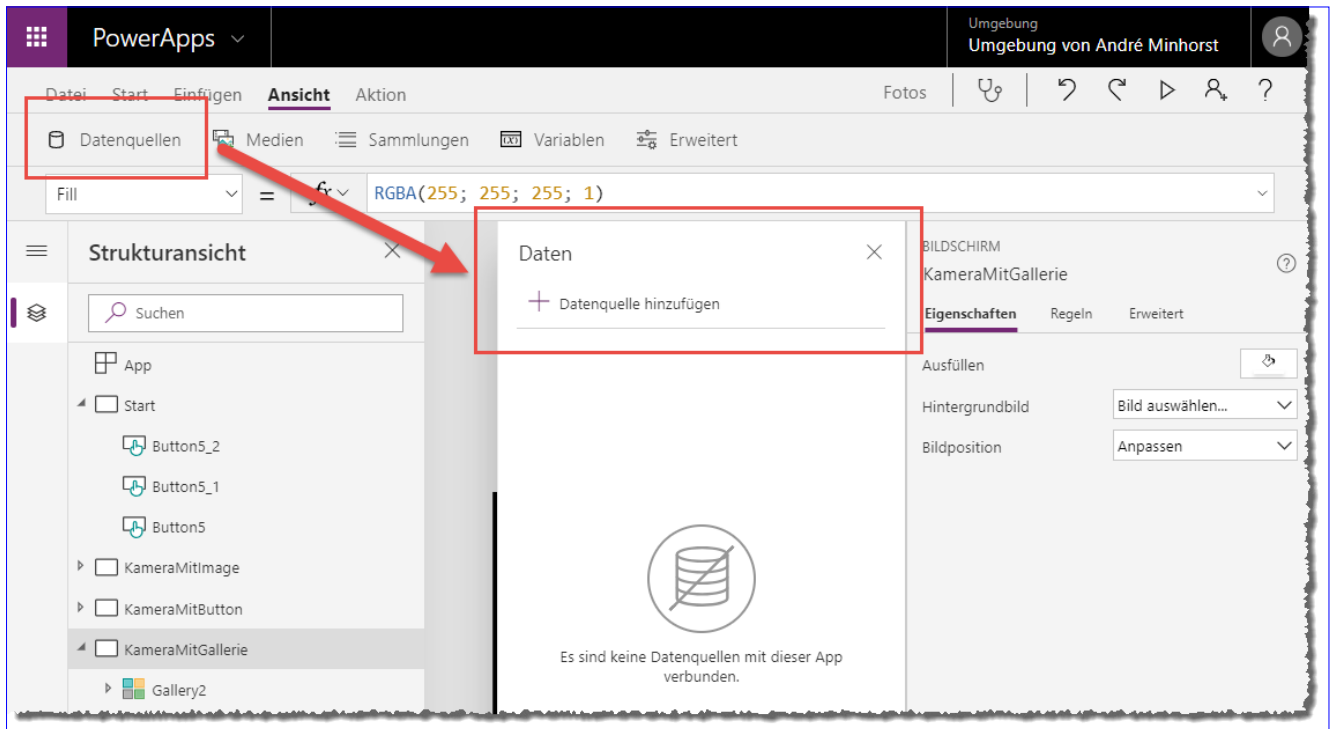 PowerApps
Umgebung
Umgebung von André Minhorst
Datei Start Einfügen Ansicht Aktion
Fotos
?
Datenquellen Medien Sammlungen (x) Variablen Erweitert
Fill = fx RGBA(255; 255; 255; 1)
Strukturansicht
Suchen
App
Start
Button5_2
Button5_1
Button5
KameraMitImage
KameraMitButton
KameraMitGallerie
Gallery2
Daten
Datenquelle hinzufügen
Es sind keine Datenquellen mit dieser App
verbunden.
BILDSCHIRM
KameraMitGallerie
?
Eigenschaften Regeln Erweitert
Ausfüllen
Hintergrundbild Bild auswählen...
Bildposition Anpassen